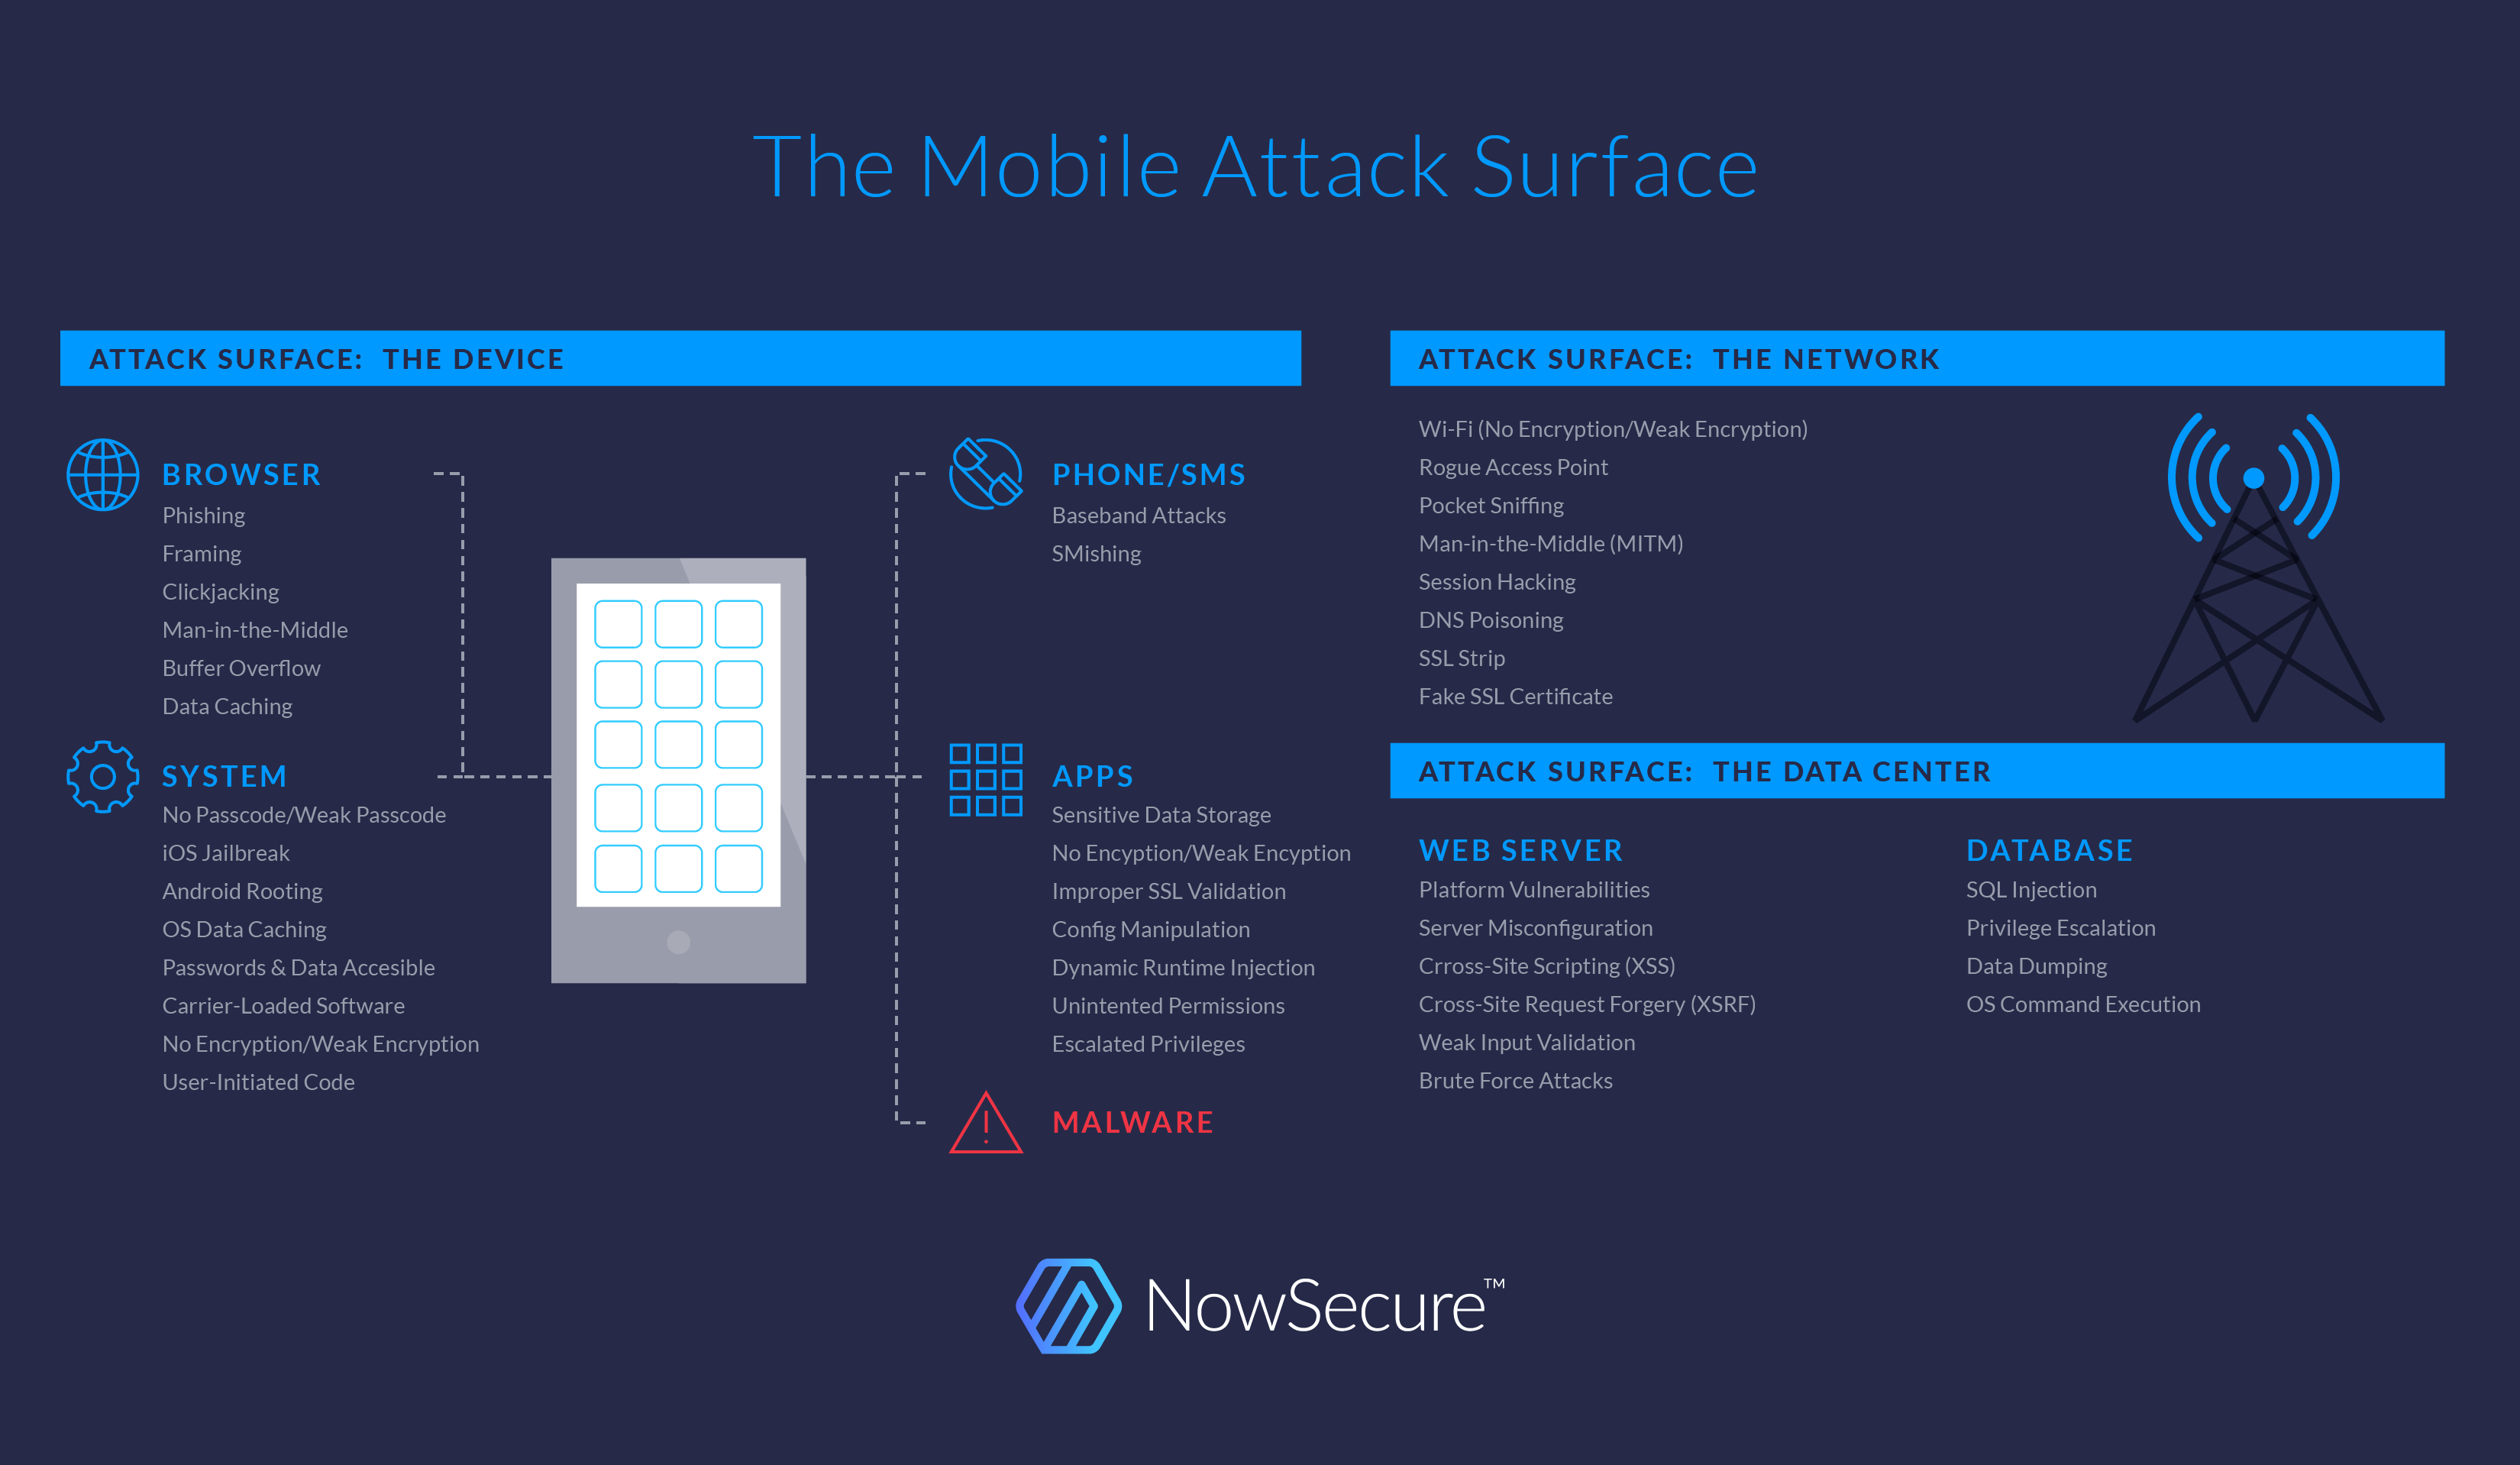 The Mobile Attack Surface
ATTACK SURFACE: THE DEVICE
BROWSER
Phishing
Framing
Clickjacking
Man-in-the-Middle
Buffer Overflow
Data Caching
SYSTEM
No Passcode/Weak Passcode
iOS Jailbreak
Android Rooting
OS Data Caching
Passwords & Data Accesible
Carrier-Loaded Software
No Encryption/Weak Encryption
User-Initiated Code
PHONE/SMS
Baseband Attacks
SMishing
APPS
Sensitive Data Storage
No Encyption/Weak Encyption
Improper SSL Validation
Config Manipulation
Dynamic Runtime Injection
Unintented Permissions
Escalated Privileges
MALWARE
ATTACK SURFACE: THE NETWORK
Wi-Fi (No Encryption/Weak Encryption)
Rogue Access Point
Pocket Sniffing
Man-in-the-Middle (MITM)
Session Hacking
DNS Poisoning
SSL Strip
Fake SSL Certificate
ATTACK SURFACE: THE DATA CENTER
WEB SERVER
Platform Vulnerabilities
Server Misconfiguration
Crross-Site Scripting (XSS)
Cross-Site Request Forgery (XSRF)
Weak Input Validation
Brute Force Attacks
DATABASE
SQL Injection
Privilege Escalation
Data Dumping
OS Command Execution
NowSecure™